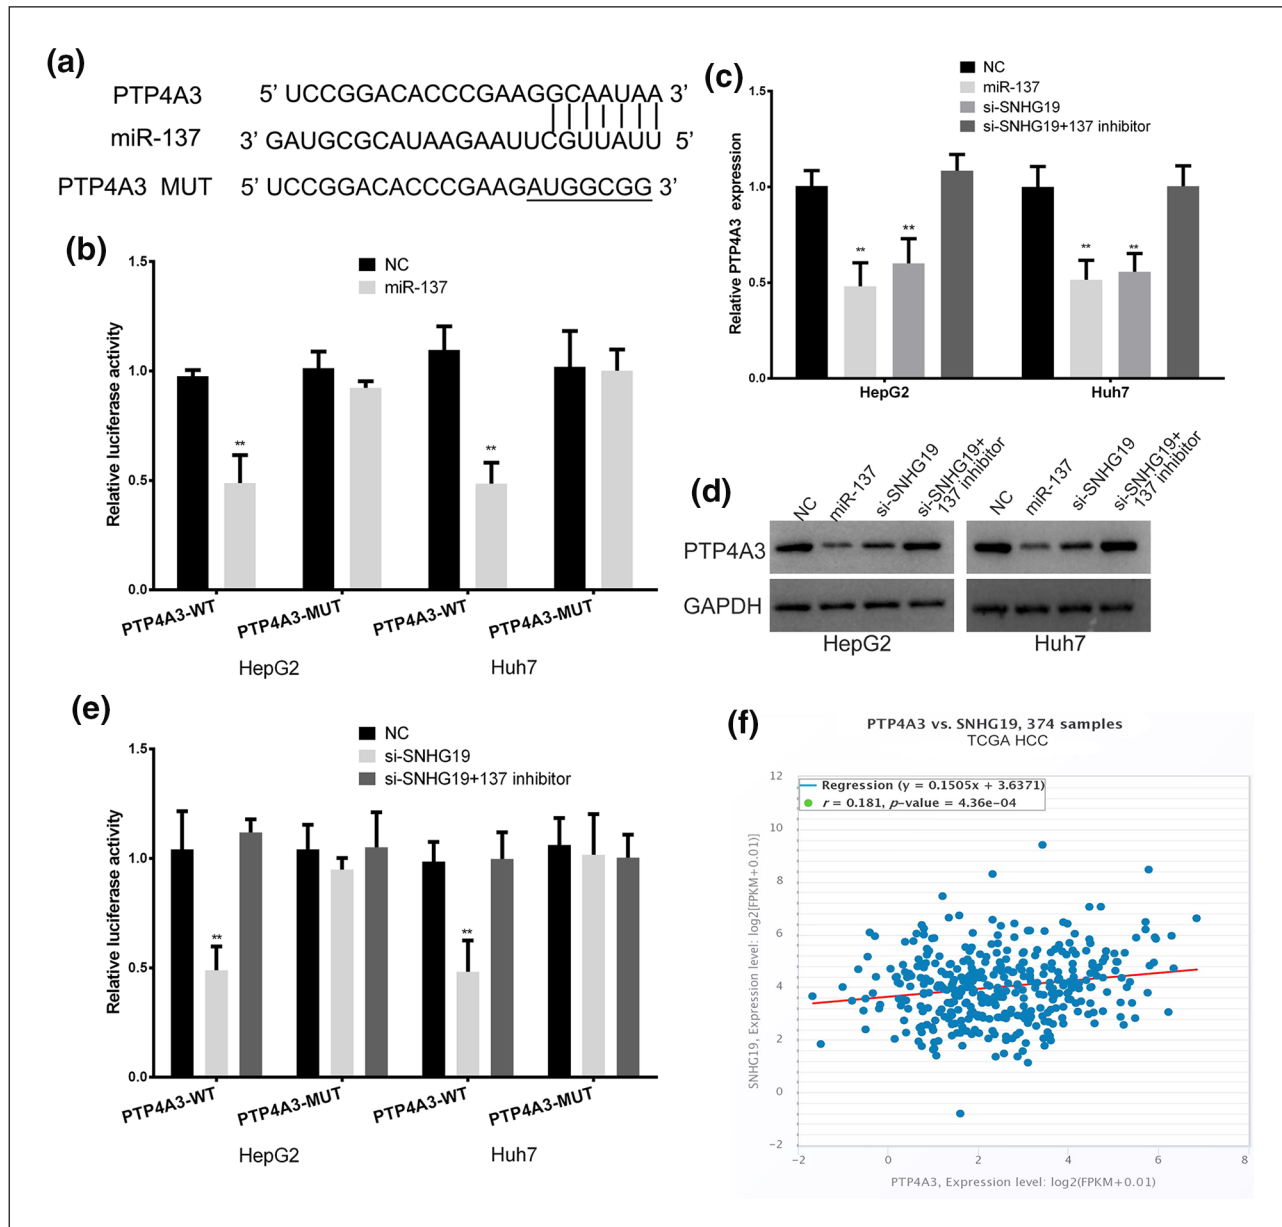 (a)
PTP4A3 5’ UCCGGACACCCGAAGGCAAUAA 3’
miR-137 3’ GAUGCGCAUAAGAAUUCGUUAUU 5’
PTP4A3 MUT 5’ UCCGGACACCCGAAGAUGGCGG 3’
(b)
NC
miR-137
Relative luciferase activity
1.5
1.0
0.5
0.0
**
**
PTP4A3-WT PTP4A3-MUT PTP4A3-WT PTP4A3-MUT
HepG2 Huh7
(c)
NC
miR-137
si-SNHG19
si-SNHG19+137 inhibitor
Relative PTP4A3 expression
1.5
1.0
0.5
0.0
** ** ** **
HepG2 Huh7
(d)
NC miR-137 si-SNHG19 si-SNHG19+
137 inhibitor
NC miR-137 si-SNHG19 si-SNHG19+
137 inhibitor
PTP4A3
GAPDH
HepG2 Huh7
(e)
NC
si-SNHG19
si-SNHG19+137 inhibitor
Relative luciferase activity
1.5
1.0
0.5
0.0
**
**
PTP4A3-WT PTP4A3-MUT PTP4A3-WT PTP4A3-MUT
HepG2 Huh7
(f)
PTP4A3 vs. SNHG19, 374 samples
TCGA HCC
Regression (y = 0.1505x + 3.6371)
r = 0.181, p-value = 4.36e-04
SNHG19, Expression level: log2[FPKM+0.01)]
12
10
8
6
4
2
0
−2
−2 0 2 4 6 8
PTP4A3, Expression level: log2(FPKM+0.01)